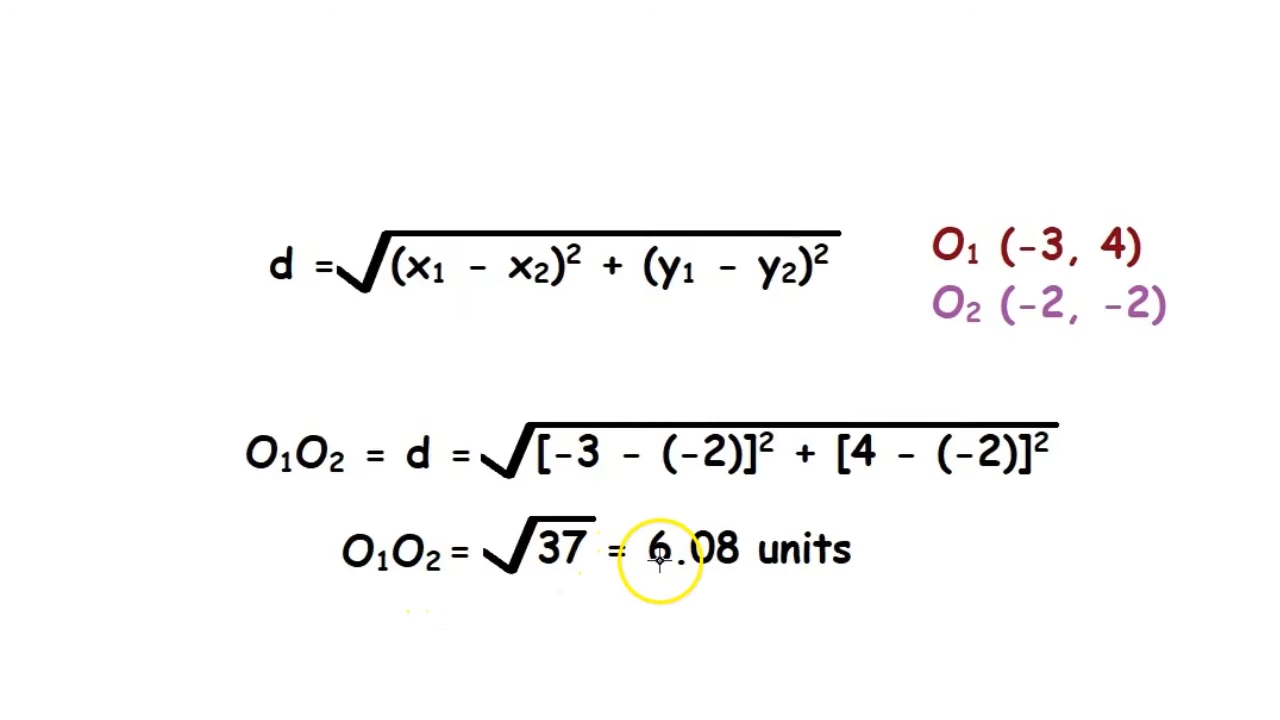 d = √(x₁ - x₂)² + (y₁ - y₂)²
O₁ (-3, 4)
O₂ (-2, -2)
O₁O₂ = d = √[-3 - (-2)]² + [4 - (-2)]²
O₁O₂ = √37 = 6.08 units